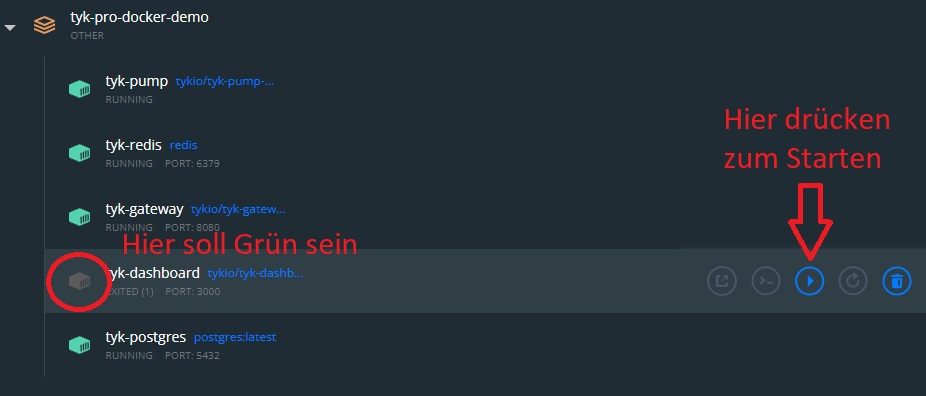 tyk-pro-docker-demo
OTHER
tyk-pump tykio/tyk-pump-...
RUNNING
Hier drücken
zum Starten
tyk-redis redis
RUNNING PORT: 6379
tyk-gateway tykio/tyk-gatew...
RUNNING PORT: 8080
Hier soll Grün sein
tyk-dashboard tykio/tyk-dashb...
EXITED (1) PORT: 3000
tyk-postgres postgres:latest
RUNNING PORT: 5432